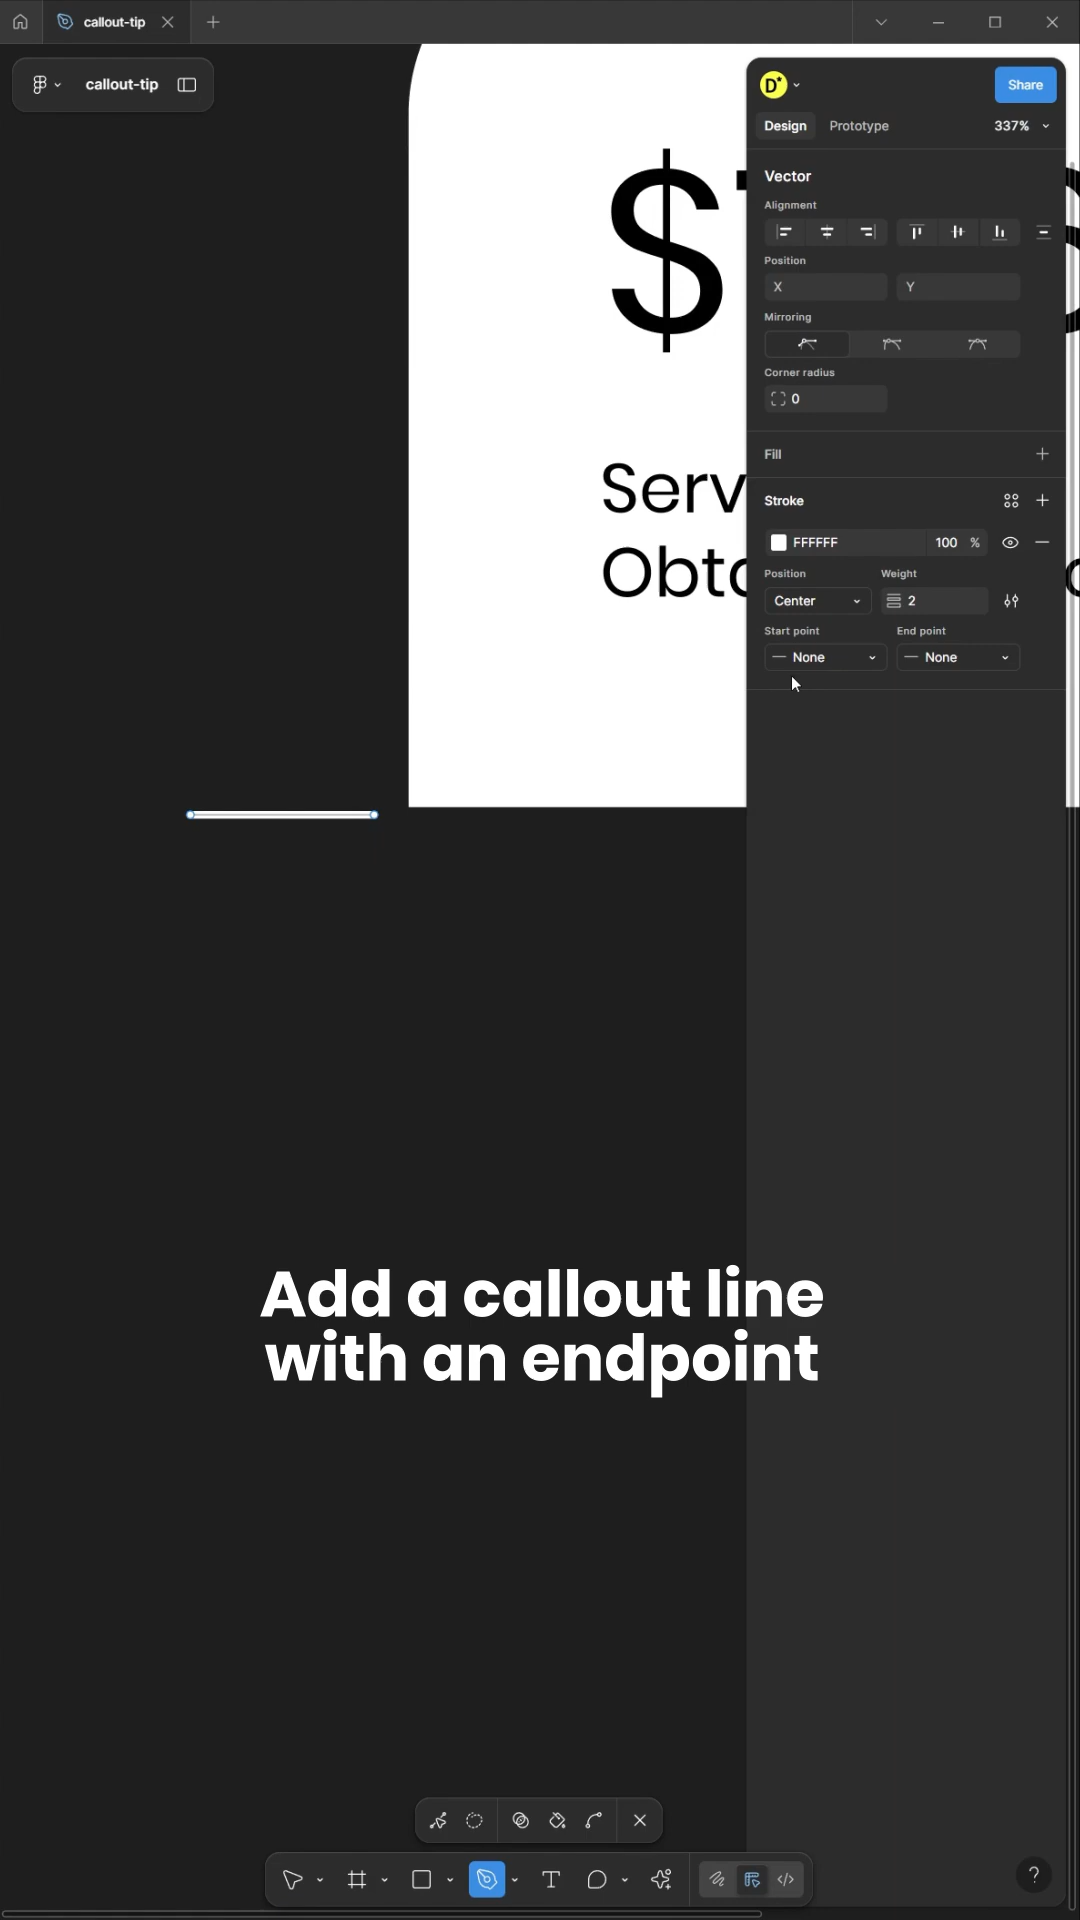 callout-tip
callout-tip
D
Share
Design Prototype 337%
Vector
Alignment
Position
X Y
Mirroring
Corner radius
0
Fill
Stroke
FFFFFF 100 %
Position Weight
Center 2
Start point End point
None None
$
Serv
Obt
Add a callout line
with an endpoint
T
?